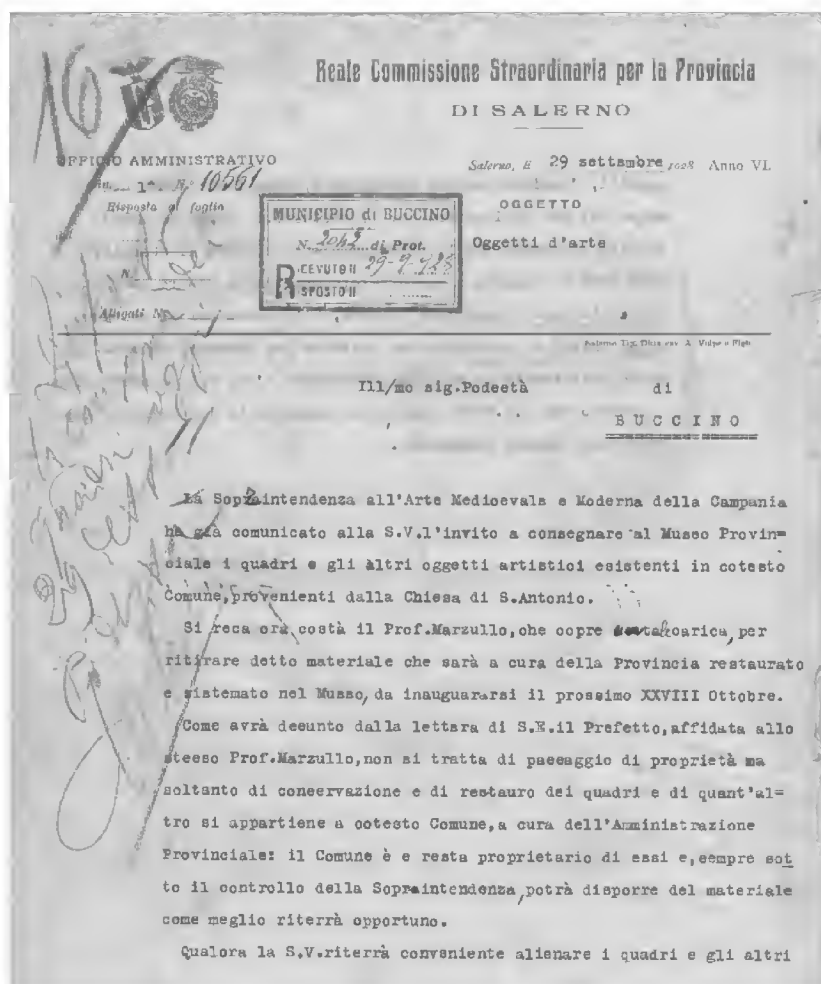 16
Reale Commissione Straordinaria per la Provincia
DI SALERNO
UFFICIO AMMINISTRATIVO
1ª. N.º 10561
Risposta al foglio
N.
Allegati N.
Salerno, li 29 settembre 1928 Anno VI.
OGGETTO
Oggetti d'arte
MUNICIPIO di BUCCINO
N. 2042 di Prot.
RICEVUTO il 29-9-928
RISPOSTO il
Salerno Tip. Ditta cav. A. Volpe e Figli
Ill/mo sig.Podestà di
BUCCINO
La Sopraintendenza all'Arte Medioevale e Moderna della Campania
ha già comunicato alla S.V.l'invito a consegnare al Museo Provin=
ciale i quadri e gli altri oggetti artistici esistenti in cotesto
Comune,provenienti dalla Chiesa di S.Antonio.
Si reca ora costà il Prof.Marzullo,che copre carica,per
ritirare detto materiale che sarà a cura della Provincia restaurato
e sistemato nel Museo,da inaugurarsi il prossimo XXVIII Ottobre.
Come avrà desunto dalla lettera di S.E.il Prefetto,affidata allo
stesso Prof.Marzullo,non si tratta di passaggio di proprietà ma
soltanto di conservazione e di restauro dei quadri e di quant'al=
tro si appartiene a cotesto Comune,a cura dell'Amministrazione
Provinciale: il Comune è e resta proprietario di essi e,sempre sot
to il controllo della Sopraintendenza,potrà disporre del materiale
come meglio riterrà opportuno.
Qualora la S.V.riterrà conveniente alienare i quadri e gli altri